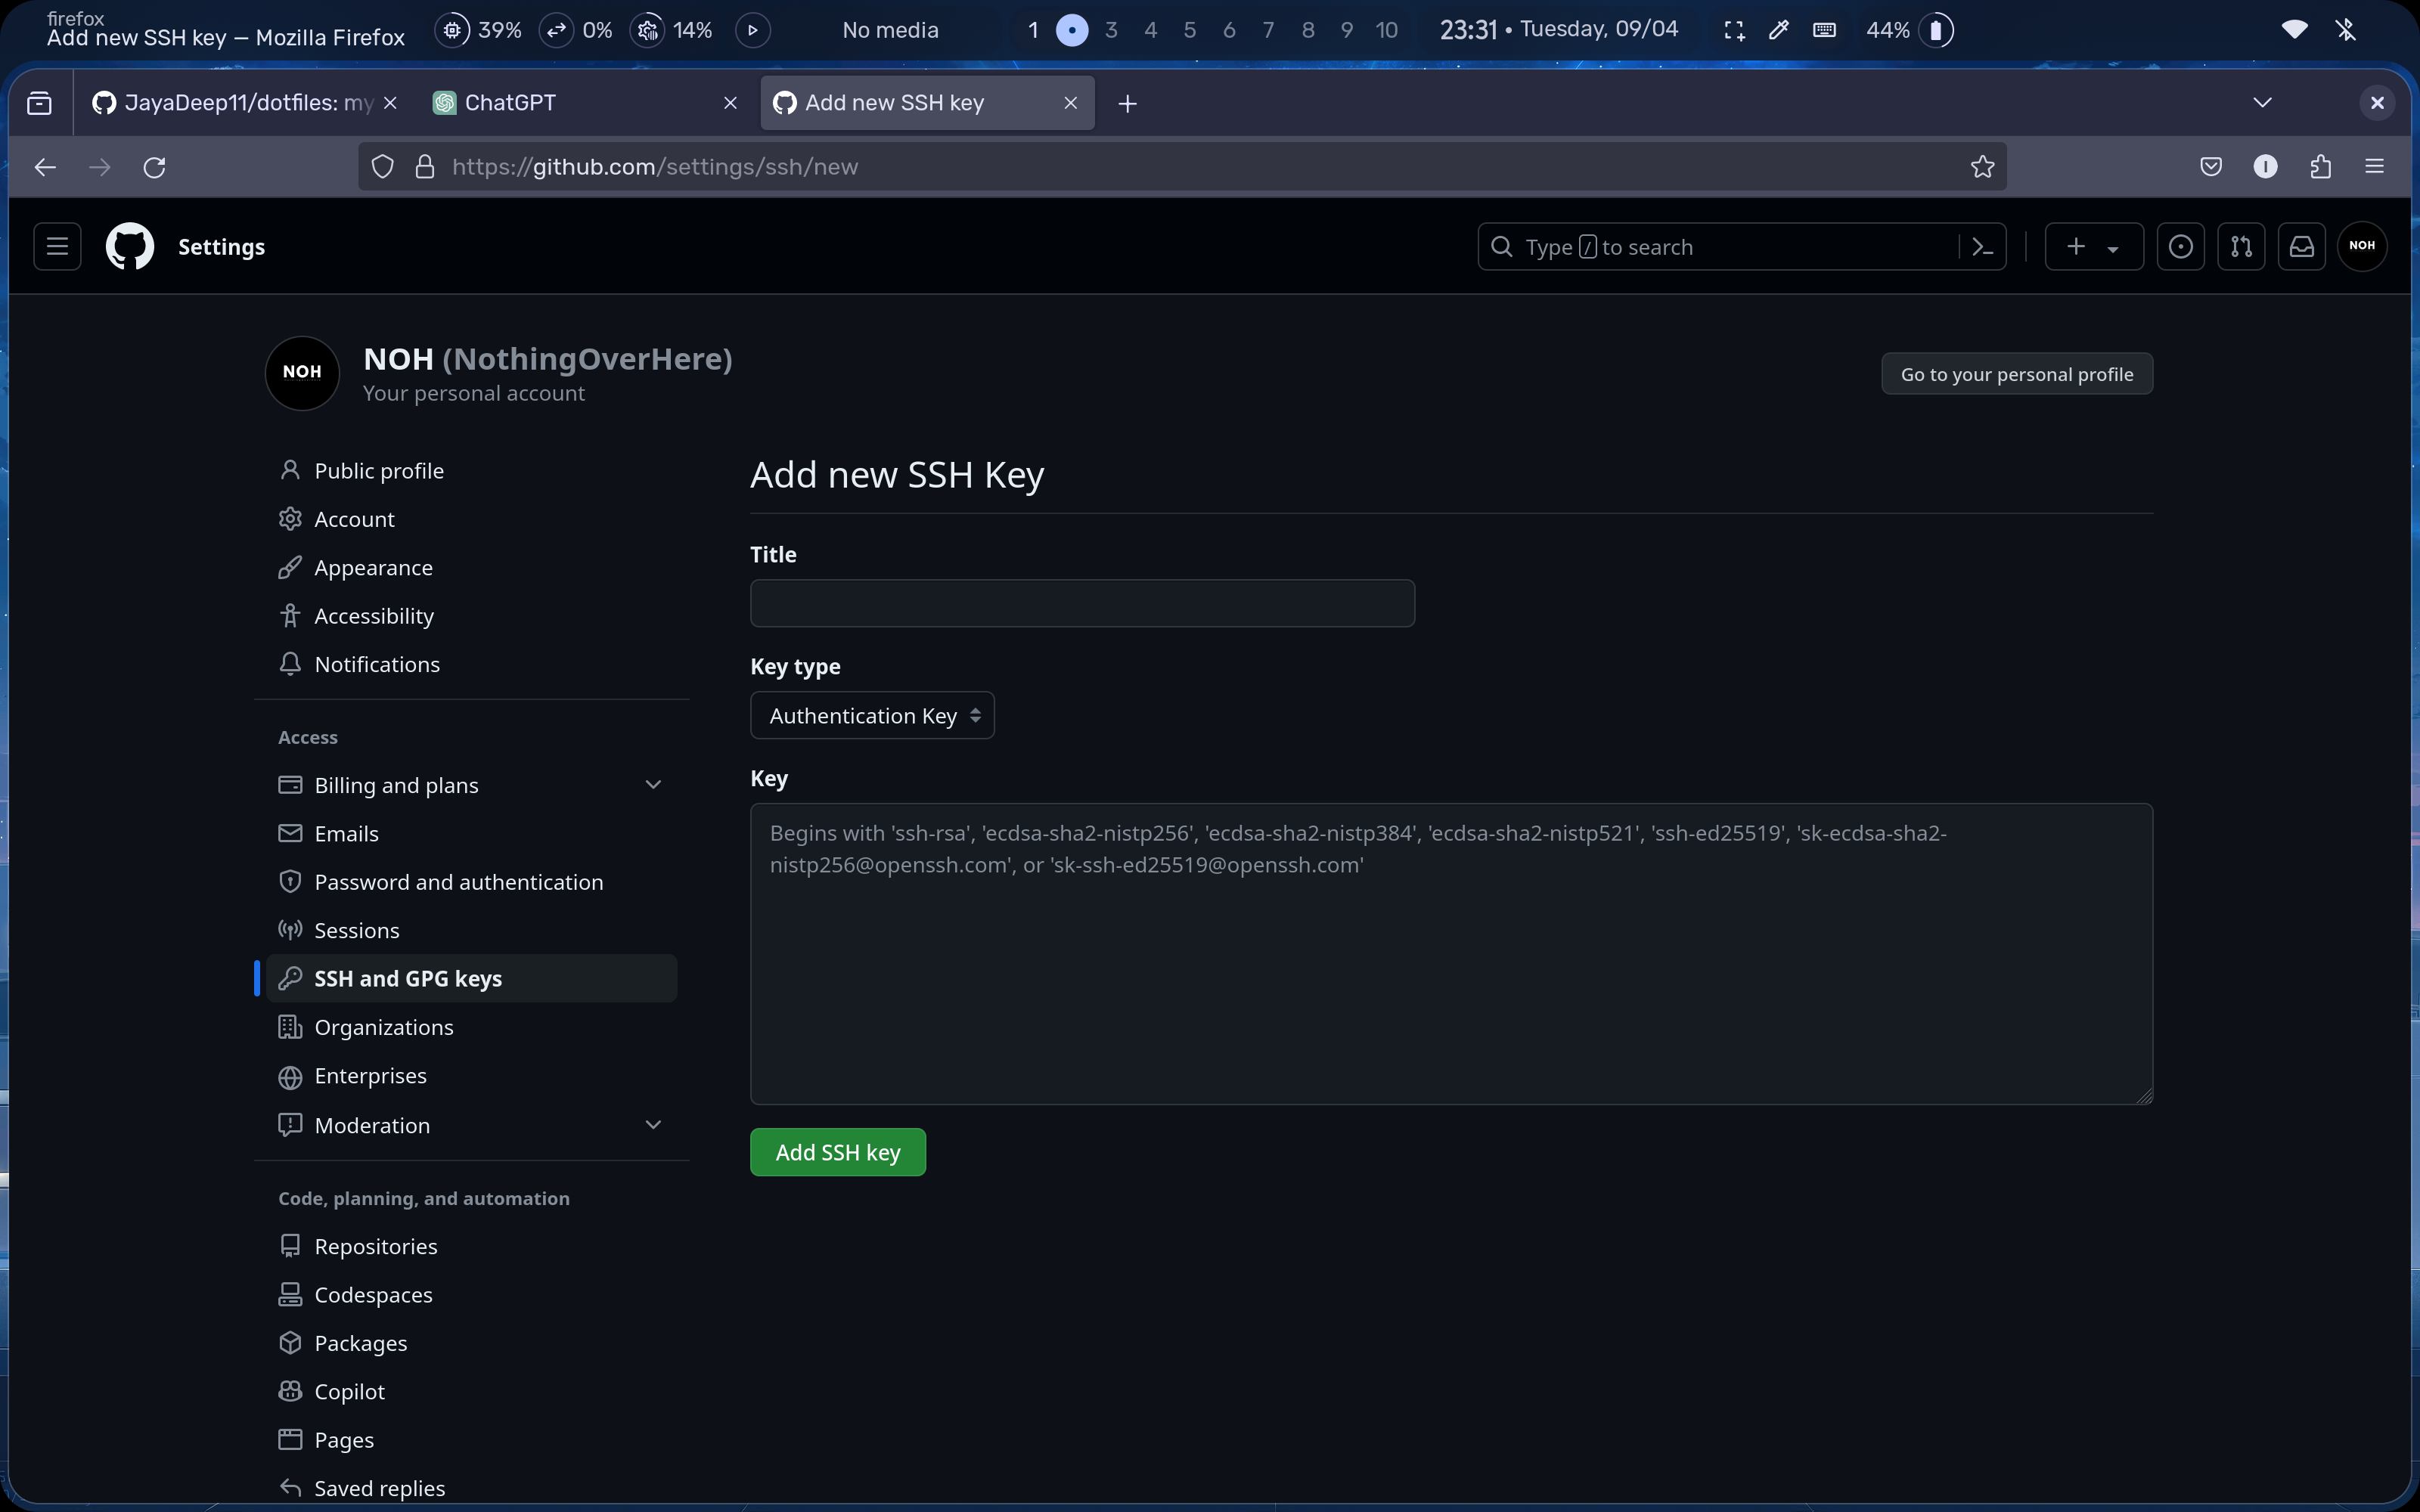 firefox
Add new SSH key — Mozilla Firefox
39%
0%
14%
No media
1 3 4 5 6 7 8 9 10
23:31 • Tuesday, 09/04
44%
JayaDeep11/dotfiles: my
ChatGPT
Add new SSH key
https://github.com/settings/ssh/new
Settings
Type / to search
NOH
NOH
NOH (NothingOverHere)
Your personal account
Go to your personal profile
Public profile
Account
Appearance
Accessibility
Notifications
Access
Billing and plans
Emails
Password and authentication
Sessions
SSH and GPG keys
Organizations
Enterprises
Moderation
Code, planning, and automation
Repositories
Codespaces
Packages
Copilot
Pages
Saved replies
Add new SSH Key
Title
Key type
Authentication Key
Key
Begins with 'ssh-rsa', 'ecdsa-sha2-nistp256', 'ecdsa-sha2-nistp384', 'ecdsa-sha2-nistp521', 'ssh-ed25519', 'sk-ecdsa-sha2-
nistp256@openssh.com', or 'sk-ssh-ed25519@openssh.com'
Add SSH key